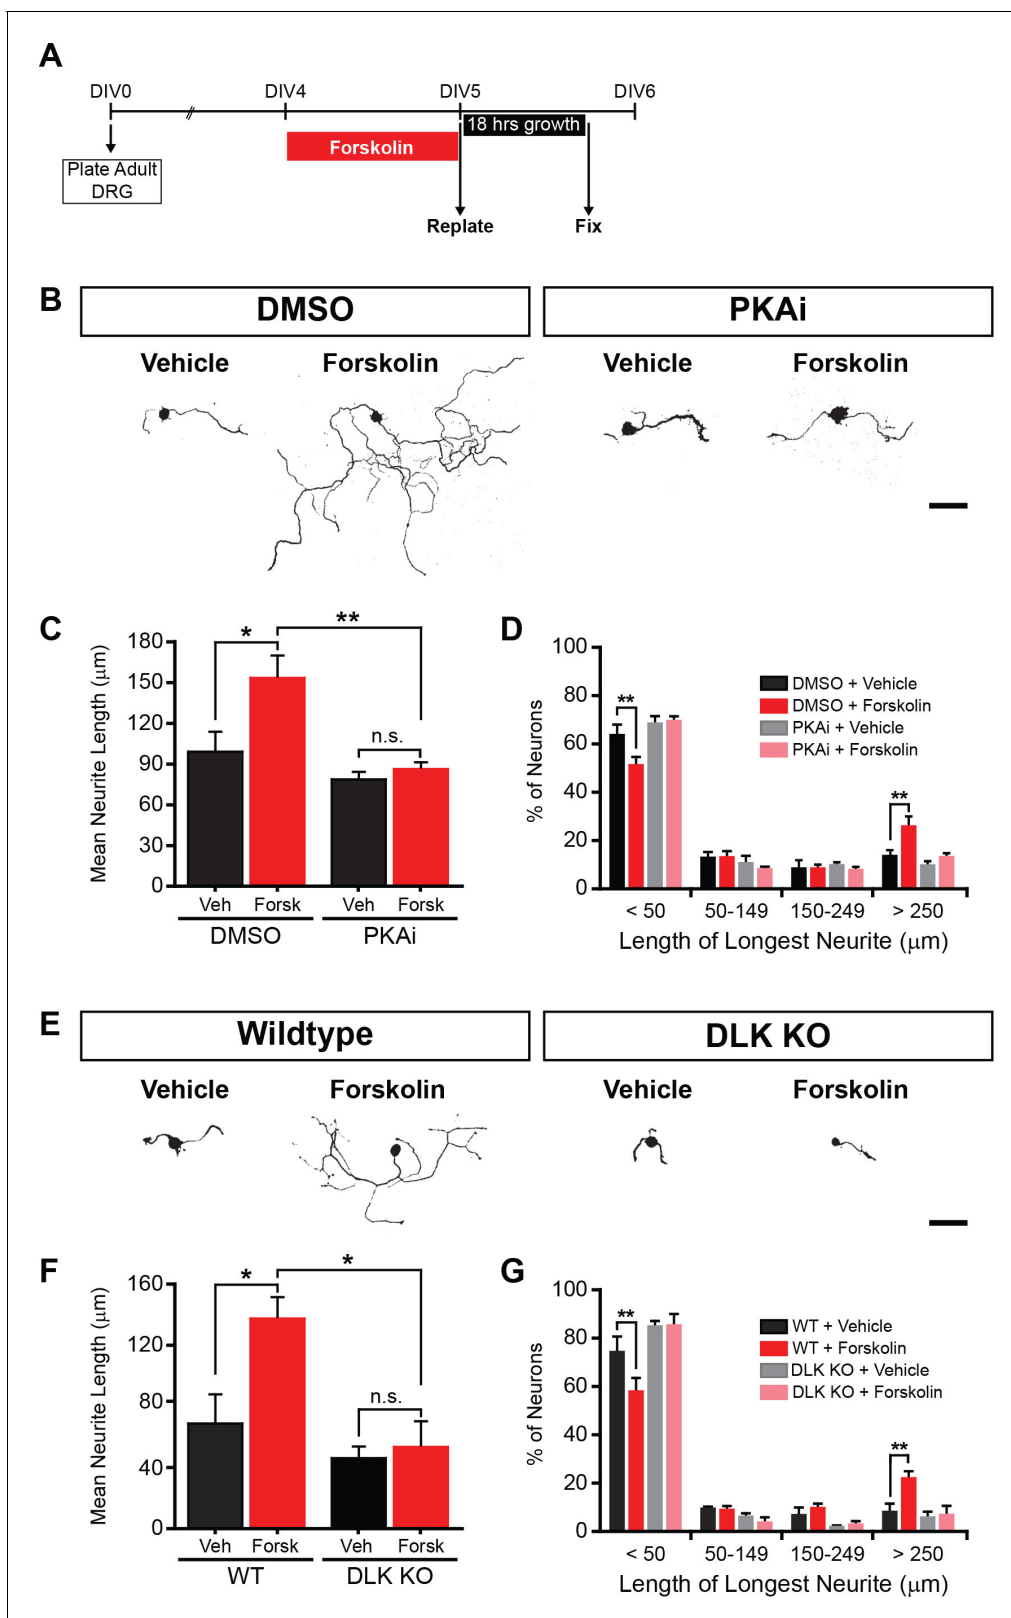 A
DIV0 DIV4 DIV5 DIV6
18 hrs growth
Forskolin
Plate Adult
DRG
Replate Fix
B
DMSO PKAi
Vehicle Forskolin Vehicle Forskolin
C
Mean Neurite Length (μm)
180
150
120
90
60
30
0
* **
n.s.
Veh Forsk Veh Forsk
DMSO PKAi
D
% of Neurons
100
80
60
40
20
0
DMSO + Vehicle
DMSO + Forskolin
PKAi + Vehicle
PKAi + Forskolin
** **
< 50 50-149 150-249 > 250
Length of Longest Neurite (μm)
E
Wildtype DLK KO
Vehicle Forskolin Vehicle Forskolin
F
Mean Neurite Length (μm)
160
120
80
40
0
* *
n.s.
Veh Forsk Veh Forsk
WT DLK KO
G
% of Neurons
100
80
60
40
20
0
WT + Vehicle
WT + Forskolin
DLK KO + Vehicle
DLK KO + Forskolin
** **
< 50 50-149 150-249 > 250
Length of Longest Neurite (μm)